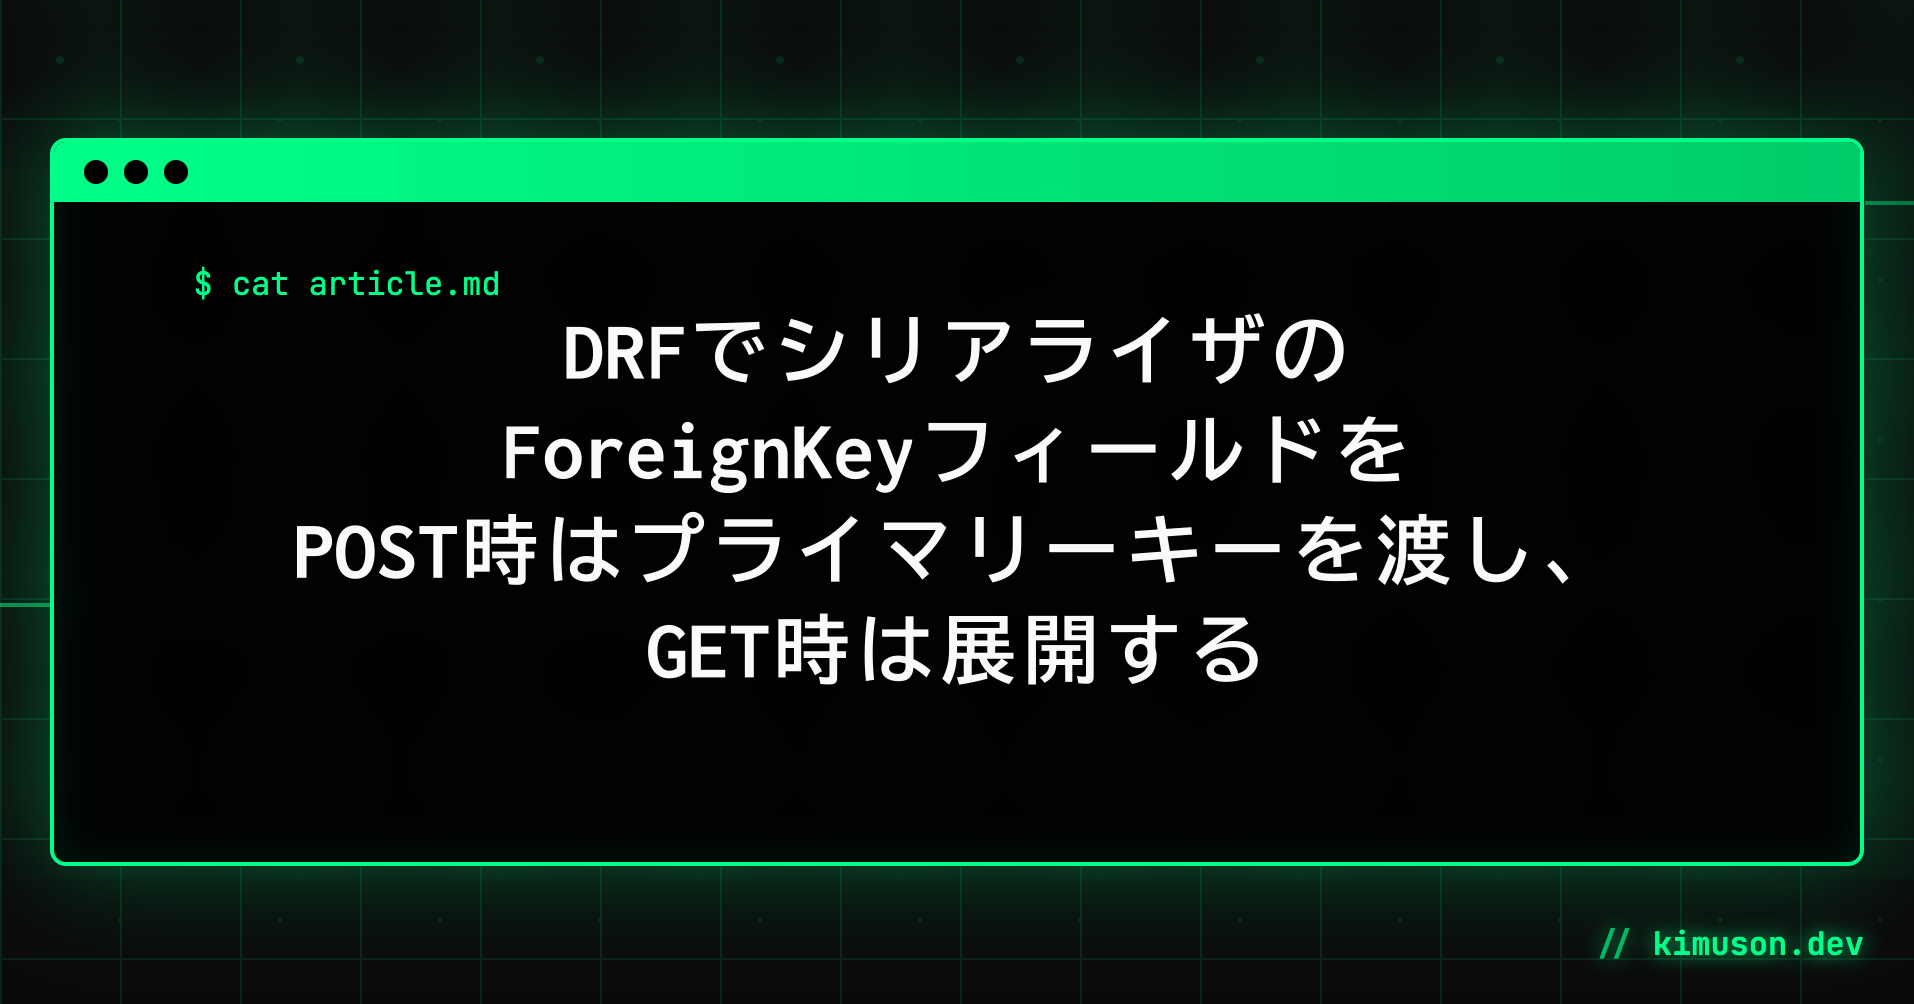 $ cat article.md
DRFでシリアライザの
ForeignKeyフィールドを
POST時はプライマリーキーを渡し、
GET時は展開する
// kimuson.dev